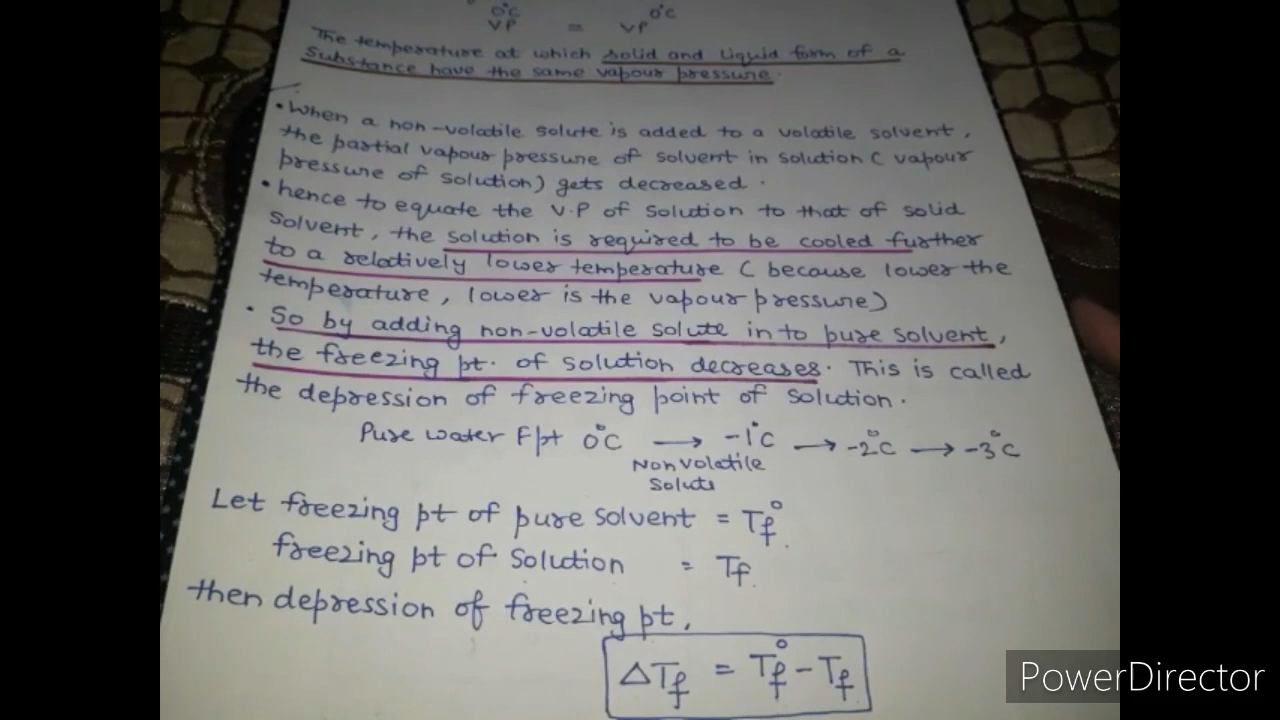 0°C 0°C
VP = VP
The temperature at which solid and liquid form of a
Substance have the same vapour pressure.
• When a non-volatile solute is added to a volatile solvent,
the partial vapour pressure of solvent in solution ( vapour
pressure of solution) gets decreased.
• hence to equate the V.P of solution to that of solid
solvent, the solution is required to be cooled further
to a relatively lower temperature ( because lower the
temperature, lower is the vapour pressure)
• So by adding non-volatile solute in to pure solvent,
the freezing pt. of solution decreases. This is called
the depression of freezing point of solution.
Pure water F pt 0°C → -1°C → -2°C → -3°C
Nonvolatile
Solute
Let freezing pt of pure solvent = Tf°.
freezing pt of Solution = Tf.
then depression of freezing pt,
ΔTf = Tf° - Tf
PowerDirector